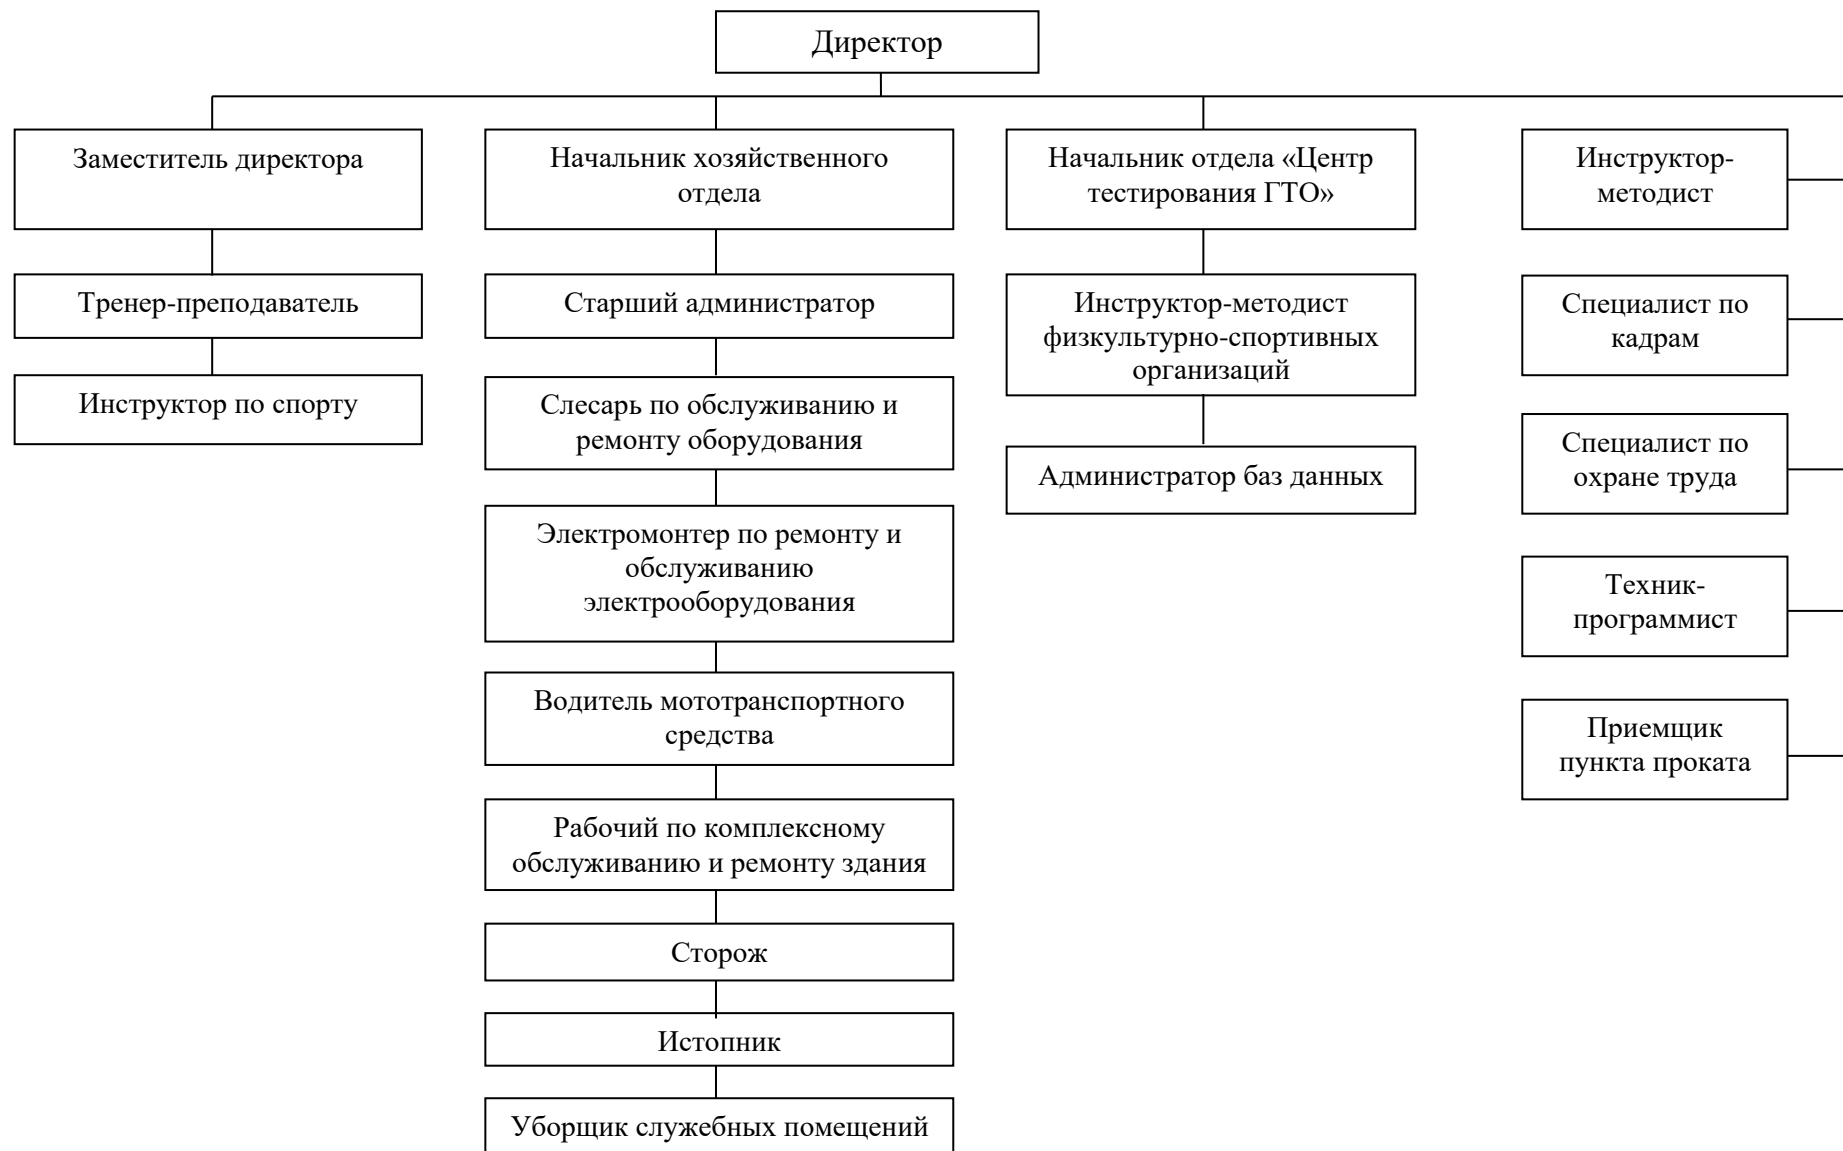 Директор
Заместитель директора
Начальник хозяйственного
отдела
Начальник отдела «Центр
тестирования ГТО»
Инструктор-
методист
Тренер-преподаватель
Старший администратор
Инструктор-методист
физкультурно-спортивных
организаций
Специалист по
кадрам
Инструктор по спорту
Слесарь по обслуживанию и
ремонту оборудования
Администратор баз данных
Специалист по
охране труда
Электромонтер по ремонту и
обслуживанию
электрооборудования
Техник-
программист
Водитель мототранспортного
средства
Приемщик
пункта проката
Рабочий по комплексному
обслуживанию и ремонту здания
Сторож
Истопник
Уборщик служебных помещений